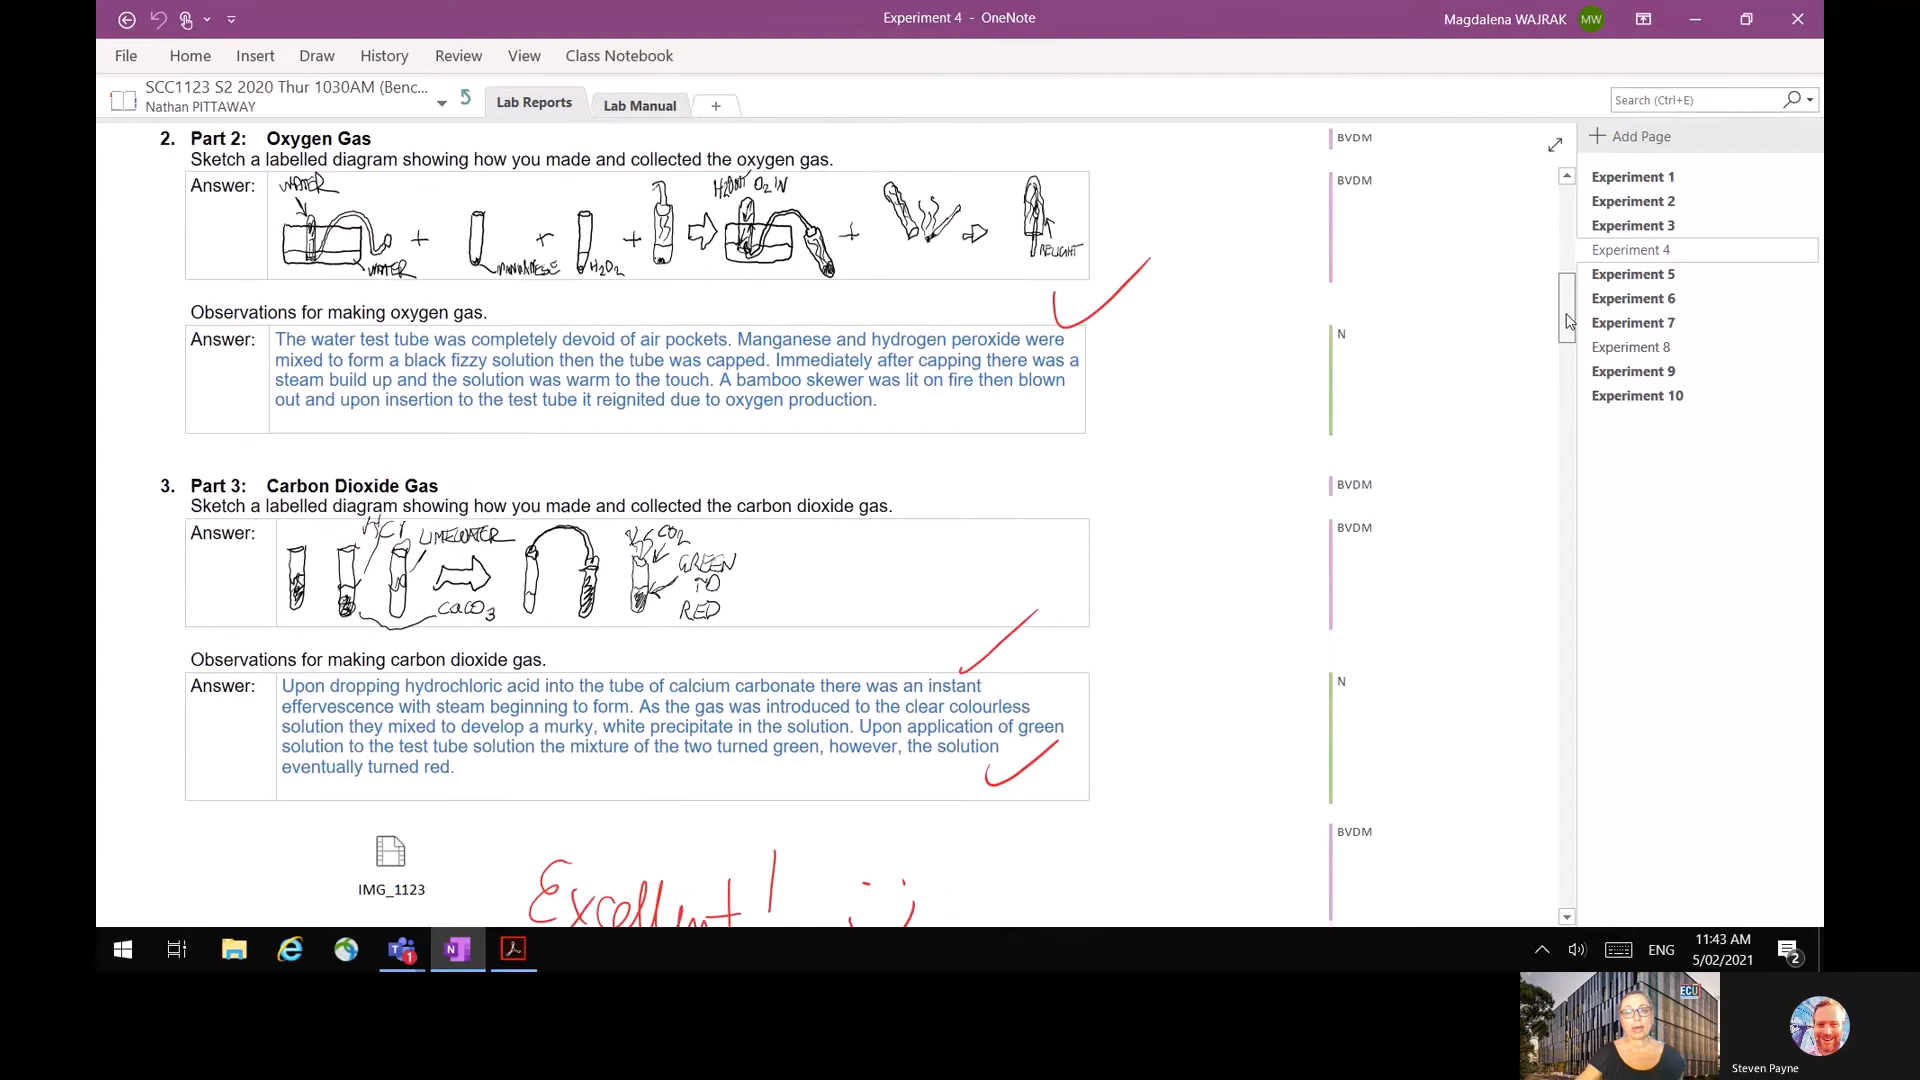 Experiment 4 - OneNote
Magdalena WAJRAK MW
File Home Insert Draw History Review View Class Notebook
SCC1123 S2 2020 Thur 1030AM (Benc...
Nathan PITTAWAY
Lab Reports Lab Manual +
Search (Ctrl+E)
Add Page
Experiment 1
Experiment 2
Experiment 3
Experiment 4
Experiment 5
Experiment 6
Experiment 7
Experiment 8
Experiment 9
Experiment 10
2. Part 2: Oxygen Gas
BVDM
Sketch a labelled diagram showing how you made and collected the oxygen gas.
Answer:
BVDM
WATER
H2OUT O2 IN
WATER
MANGANESE
H2O2
RELIGHT
Observations for making oxygen gas.
Answer:
N
The water test tube was completely devoid of air pockets. Manganese and hydrogen peroxide were
mixed to form a black fizzy solution then the tube was capped. Immediately after capping there was a
steam build up and the solution was warm to the touch. A bamboo skewer was lit on fire then blown
out and upon insertion to the test tube it reignited due to oxygen production.
3. Part 3: Carbon Dioxide Gas
BVDM
Sketch a labelled diagram showing how you made and collected the carbon dioxide gas.
Answer:
BVDM
HCl
LIMEWATER
CO2
GREEN
TO
RED
CaCO3
Observations for making carbon dioxide gas.
Answer:
N
Upon dropping hydrochloric acid into the tube of calcium carbonate there was an instant
effervescence with steam beginning to form. As the gas was introduced to the clear colourless
solution they mixed to develop a murky, white precipitate in the solution. Upon application of green
solution to the test tube solution the mixture of the two turned green, however, the solution
eventually turned red.
BVDM
IMG_1123
Excellent!
1
N
ENG
11:43 AM
5/02/2021
2
ECU
Steven Payne